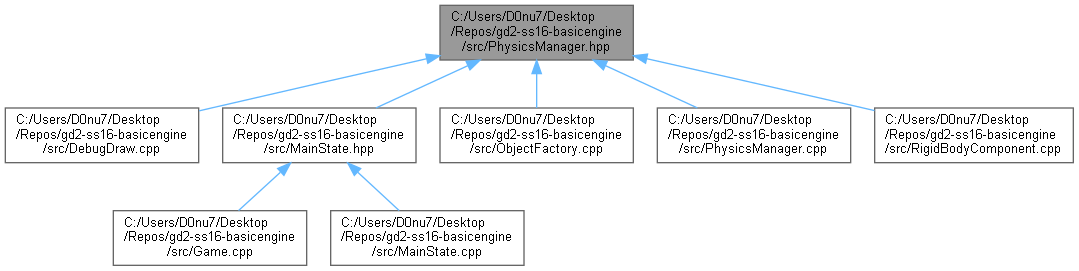 C:/Users/D0nu7/Desktop
/Repos/gd2-ss16-basicengine
/src/PhysicsManager.hpp
C:/Users/D0nu7/Desktop
/Repos/gd2-ss16-basicengine
/src/DebugDraw.cpp
C:/Users/D0nu7/Desktop
/Repos/gd2-ss16-basicengine
/src/MainState.hpp
C:/Users/D0nu7/Desktop
/Repos/gd2-ss16-basicengine
/src/ObjectFactory.cpp
C:/Users/D0nu7/Desktop
/Repos/gd2-ss16-basicengine
/src/PhysicsManager.cpp
C:/Users/D0nu7/Desktop
/Repos/gd2-ss16-basicengine
/src/RigidBodyComponent.cpp
C:/Users/D0nu7/Desktop
/Repos/gd2-ss16-basicengine
/src/Game.cpp
C:/Users/D0nu7/Desktop
/Repos/gd2-ss16-basicengine
/src/MainState.cpp